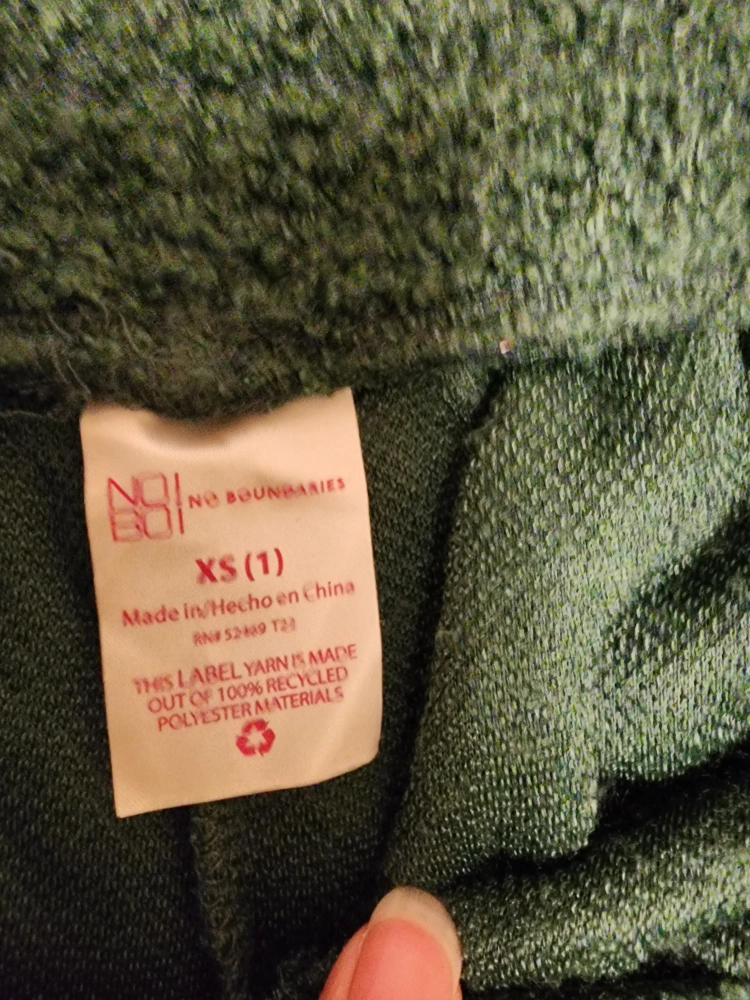 NO!
BO!
NO BOUNDARIES
XS (1)
Made in/Hecho en China
RN#
THIS LABEL YARN IS MADE
OUT OF 100% RECYCLED
POLYESTER MATERIALS